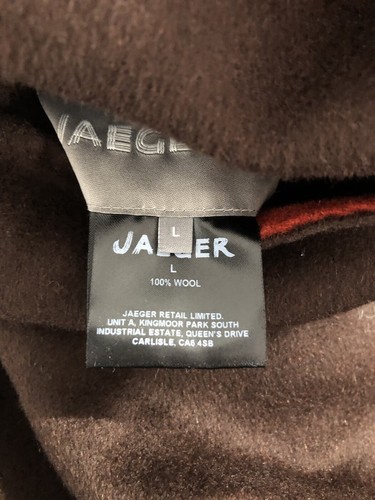 JAEGER
L
JAEGER
L
100% WOOL
JAEGER RETAIL LIMITED.
UNIT A, KINGMOOR PARK SOUTH
INDUSTRIAL ESTATE, QUEEN'S DRIVE
CARLISLE, CA6 4SB